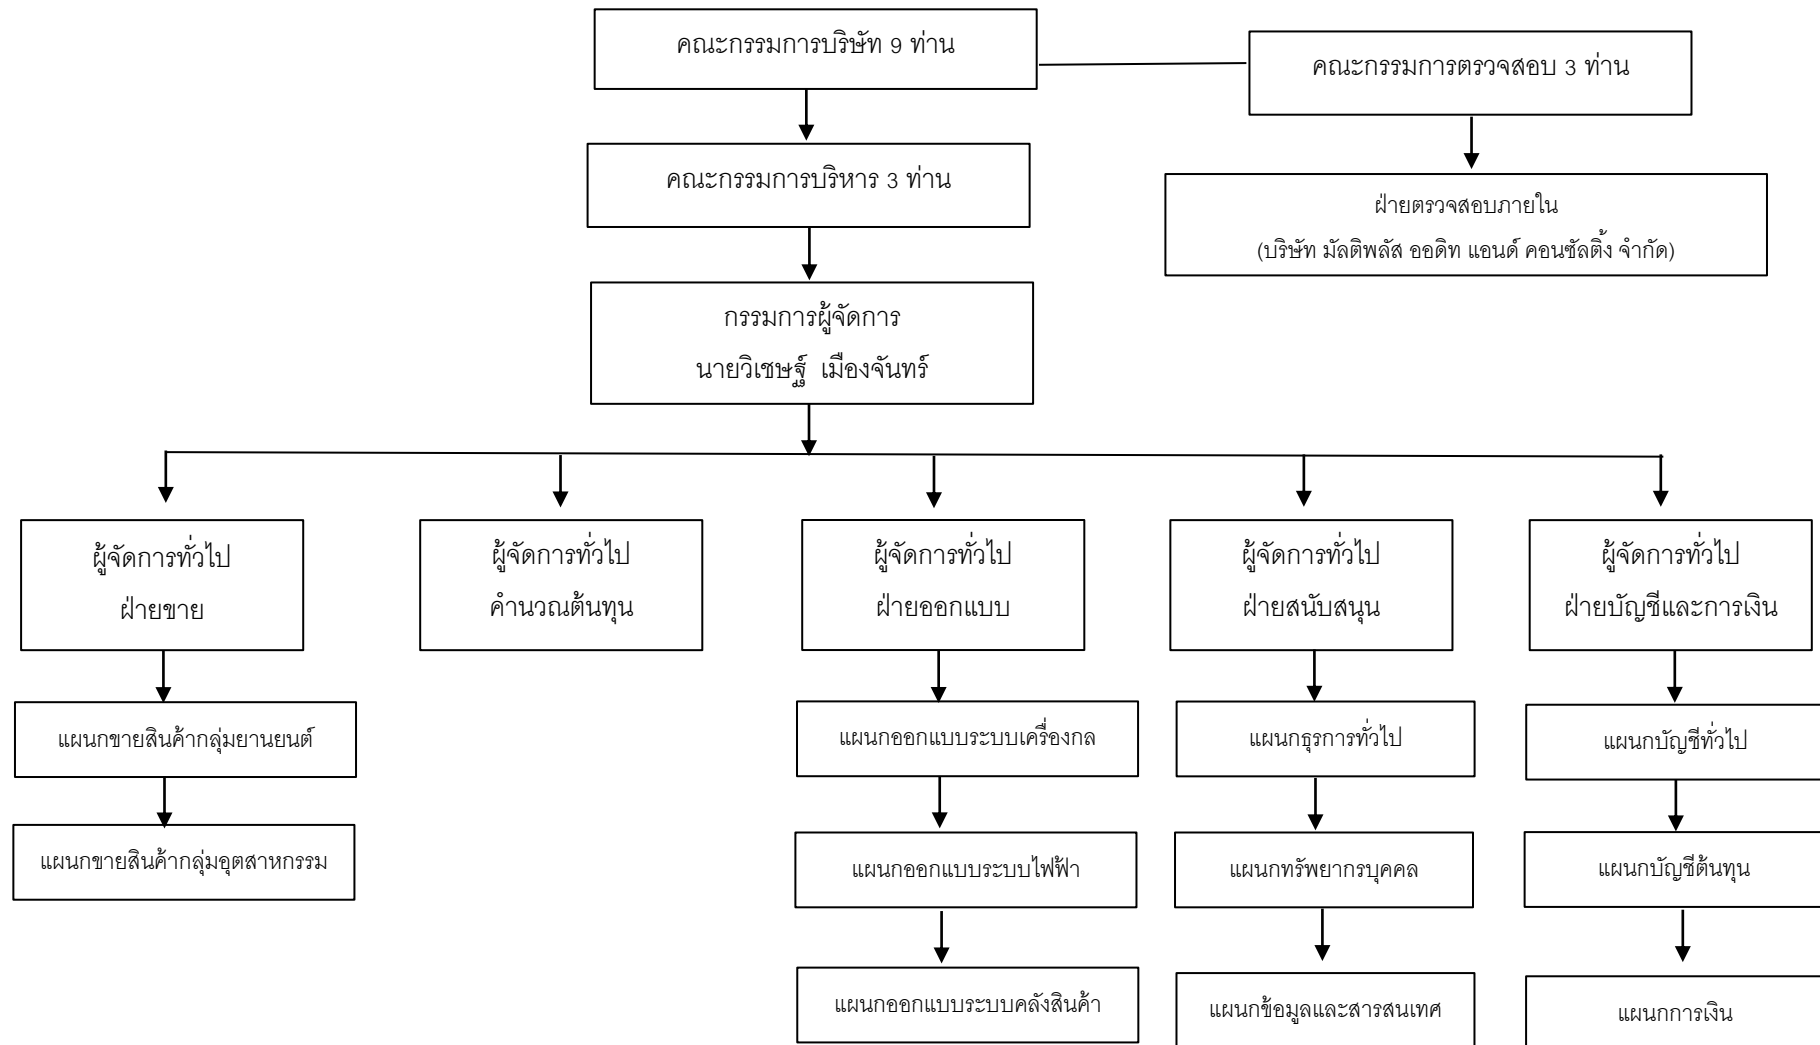 คณะกรรมการบริษัท 9 ท่าน
คณะกรรมการตรวจสอบ 3 ท่าน
คณะกรรมการบริหาร 3 ท่าน
ฝ่ายตรวจสอบภายใน
(บริษัท มัลติพลัส ออดิท แอนด์ คอนซัลติ้ง จำกัด)
กรรมการผู้จัดการ
นายวิเชษฐ์ เมืองจันทร์
ผู้จัดการทั่วไป
ฝ่ายขาย
ผู้จัดการทั่วไป
คำนวณต้นทุน
ผู้จัดการทั่วไป
ฝ่ายออกแบบ
ผู้จัดการทั่วไป
ฝ่ายสนับสนุน
ผู้จัดการทั่วไป
ฝ่ายบัญชีและการเงิน
แผนกขายสินค้ากลุ่มยานยนต์
แผนกออกแบบระบบเครื่องกล
แผนกธุรการทั่วไป
แผนกบัญชีทั่วไป
แผนกขายสินค้ากลุ่มอุตสาหกรรม
แผนกออกแบบระบบไฟฟ้า
แผนกทรัพยากรบุคคล
แผนกบัญชีต้นทุน
แผนกออกแบบระบบคลังสินค้า
แผนกข้อมูลและสารสนเทศ
แผนกการเงิน